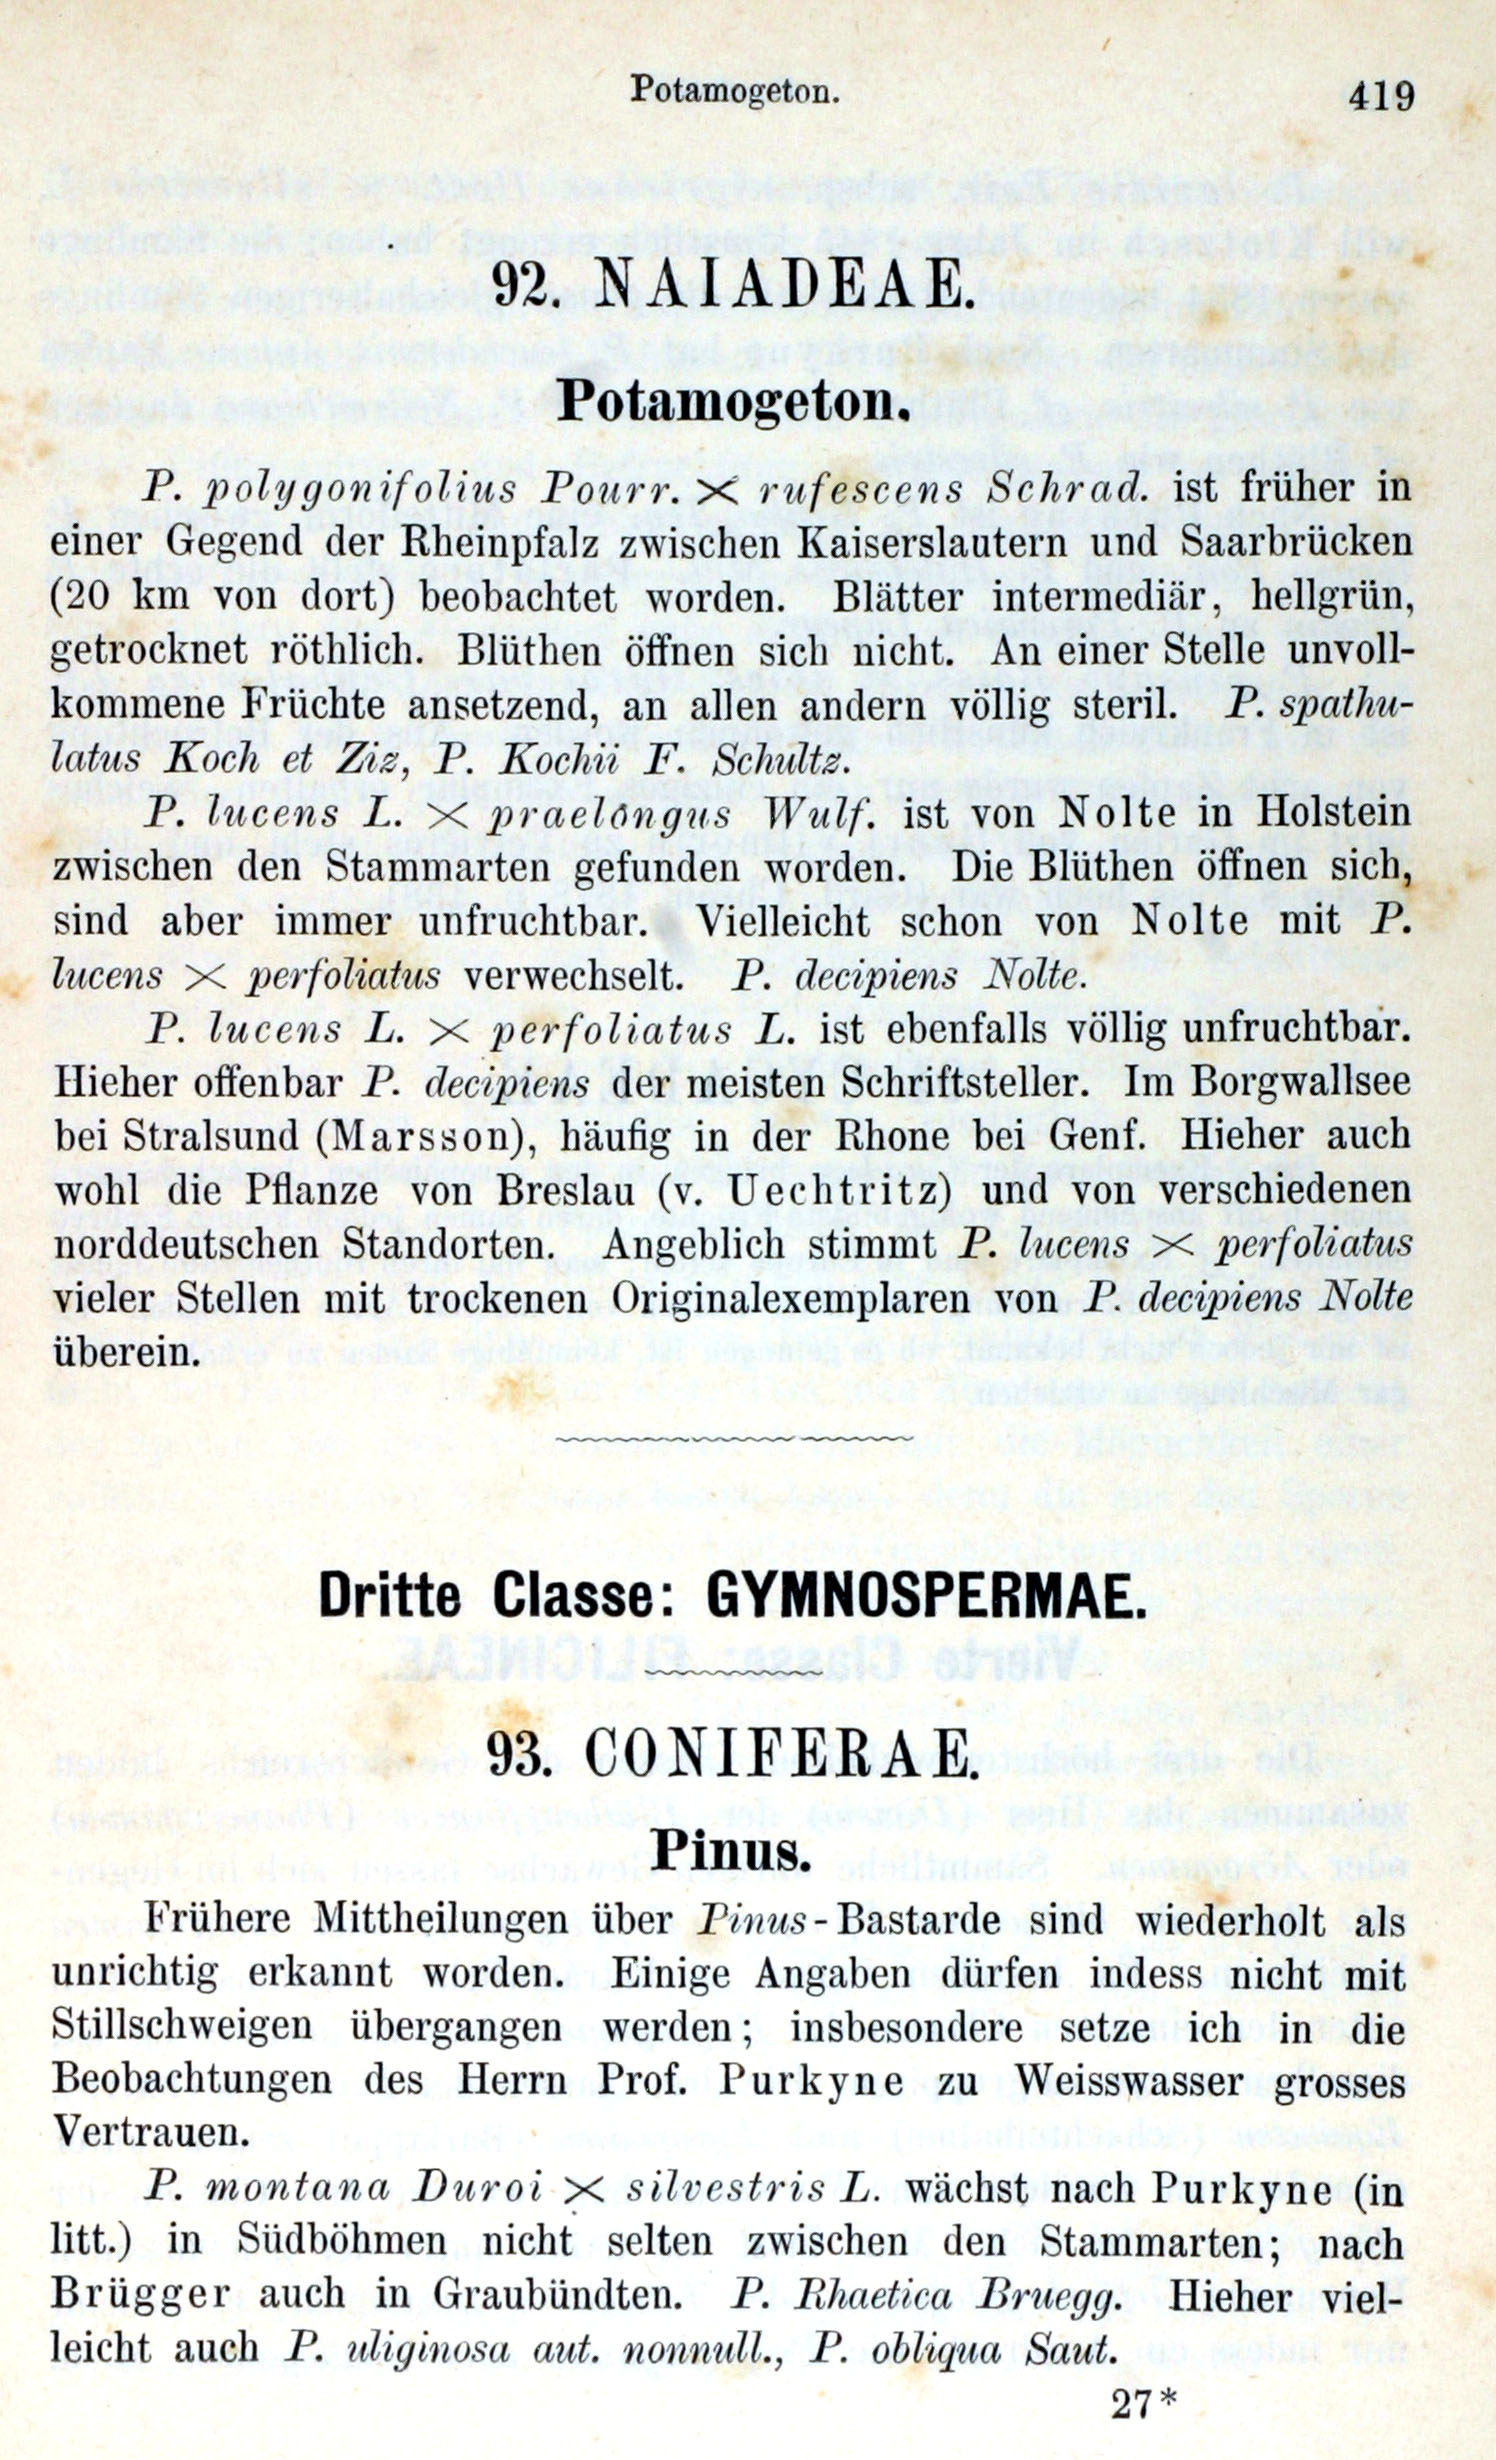 Potamogeton. 419
92. NAIADEAE.
Potamogeton.
P. polygonifolius Pourr. × rufescens Schrad. ist früher in
einer Gegend der Rheinpfalz zwischen Kaiserslautern und Saarbrücken
(20 km von dort) beobachtet worden. Blätter intermediär, hellgrün,
getrocknet röthlich. Blüthen öffnen sich nicht. An einer Stelle unvoll-
kommene Früchte ansetzend, an allen andern völlig steril. P. spathu-
latus Koch et Ziz, P. Kochii F. Schultz.
P. lucens L. × praelongus Wulf. ist von Nolte in Holstein
zwischen den Stammarten gefunden worden. Die Blüthen öffnen sich,
sind aber immer unfruchtbar. Vielleicht schon von Nolte mit P.
lucens × perfoliatus verwechselt. P. decipiens Nolte.
P. lucens L. × perfoliatus L. ist ebenfalls völlig unfruchtbar.
Hieher offenbar P. decipiens der meisten Schriftsteller. Im Borgwallsee
bei Stralsund (Marsson), häufig in der Rhone bei Genf. Hieher auch
wohl die Pflanze von Breslau (v. Uechtritz) und von verschiedenen
norddeutschen Standorten. Angeblich stimmt P. lucens × perfoliatus
vieler Stellen mit trockenen Originalexemplaren von P. decipiens Nolte
überein.
Dritte Classe: GYMNOSPERMAE.
93. CONIFERAE.
Pinus.
Frühere Mittheilungen über Pinus-Bastarde sind wiederholt als
unrichtig erkannt worden. Einige Angaben dürfen indess nicht mit
Stillschweigen übergangen werden; insbesondere setze ich in die
Beobachtungen des Herrn Prof. Purkyne zu Weisswasser grosses
Vertrauen.
P. montana Duroi × silvestris L. wächst nach Purkyne (in
litt.) in Südböhmen nicht selten zwischen den Stammarten; nach
Brügger auch in Graubündten. P. Rhaetica Bruegg. Hieher viel-
leicht auch P. uliginosa aut. nonnull., P. obliqua Saut.
27*